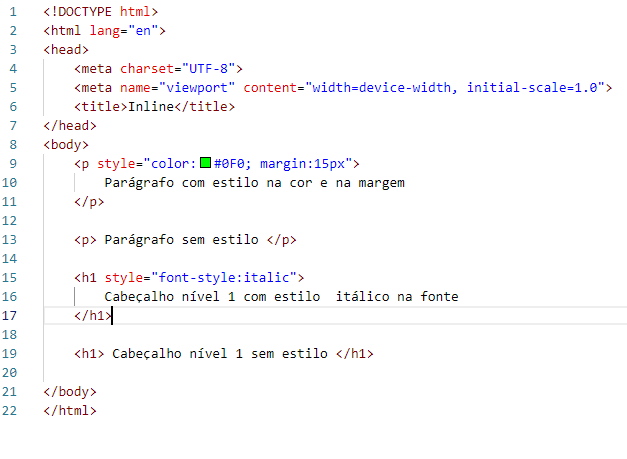 1 <!DOCTYPE html>
2 <html lang="en">
3 <head>
4     <meta charset="UTF-8">
5     <meta name="viewport" content="width=device-width, initial-scale=1.0">
6     <title>Inline</title>
7 </head>
8 <body>
9     <p style="color:#0F0; margin:15px">
10         Parágrafo com estilo na cor e na margem
11     </p>
12
13     <p> Parágrafo sem estilo </p>
14
15     <h1 style="font-style:italic">
16         Cabeçalho nível 1 com estilo  itálico na fonte
17     </h1>
18
19     <h1> Cabeçalho nível 1 sem estilo </h1>
20
21 </body>
22 </html>